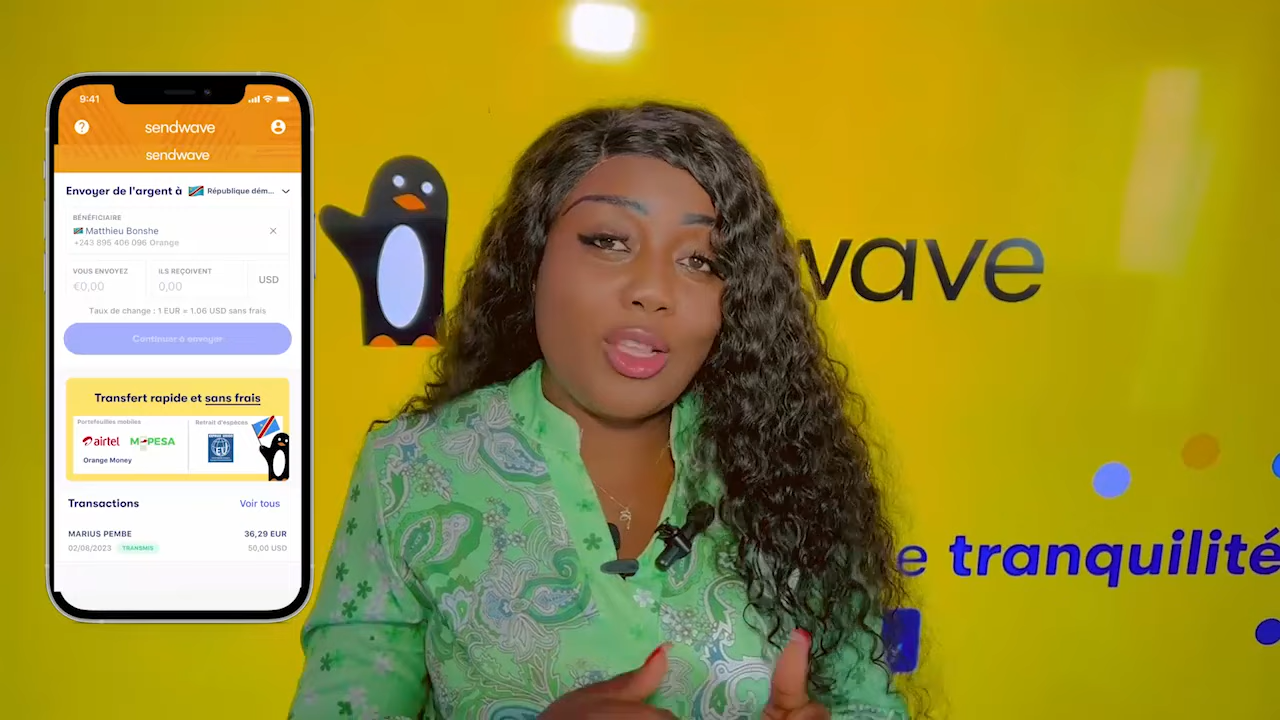 9:41
sendwave
sendwave
Envoyer de l'argent à République dém...
BÉNÉFICIAIRE
Matthieu Bonshe
+243 895 406 096 Orange
VOUS ENVOYEZ
ILS REÇOIVENT
€0,00
0,00
USD
Taux de change : 1 EUR = 1.06 USD sans frais
Continuer à envoyer
Transfert rapide et sans frais
Portefeuilles mobiles
Retrait d'espèces
airtel
M-PESA
Orange Money
Transactions
Voir tous
MARIUS PEMBE
36,29 EUR
02/08/2023
TRANSMIS
50,00 USD
wave
e tranquilité